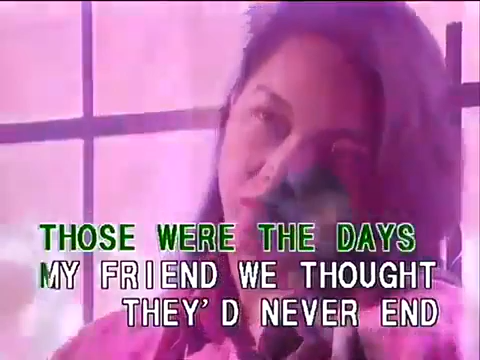 THOSE WERE THE DAYS
MY FRIEND WE THOUGHT
THEY'D NEVER END